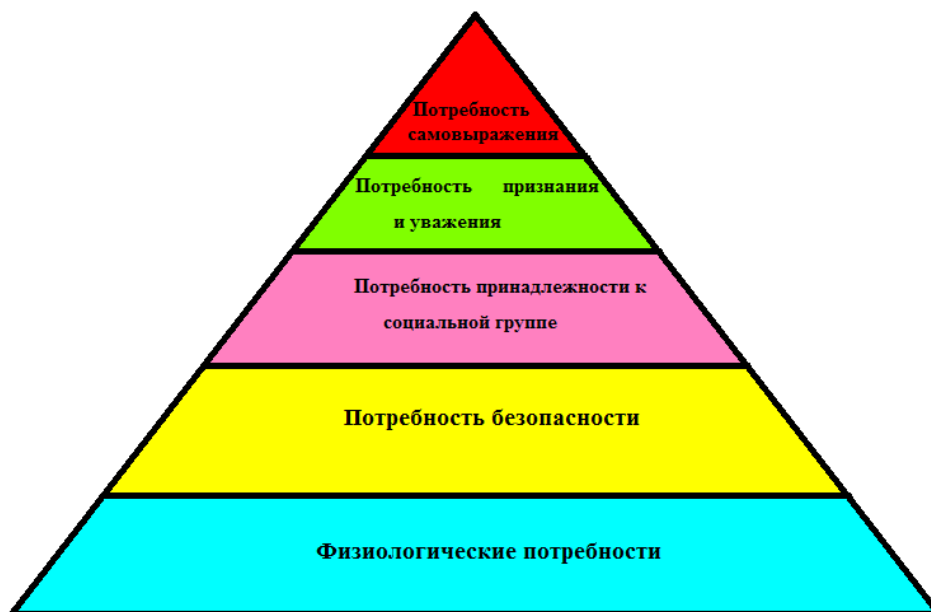 Потребность
самовыражения
Потребность признания
и уважения
Потребность принадлежности к
социальной группе
Потребность безопасности
Физиологические потребности